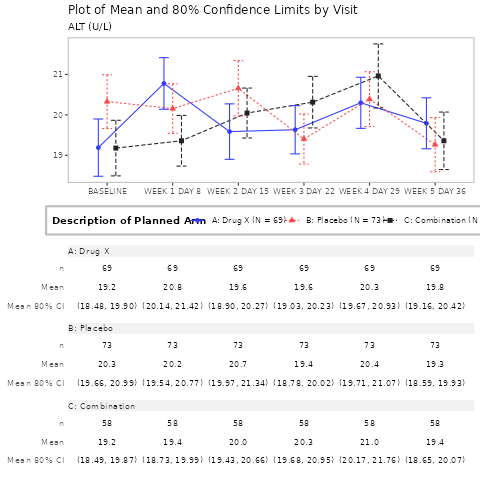 Plot of Mean and 80% Confidence Limits by Visit
ALT (U/L)
21
20
19
BASELINE WEEK 1 DAY 8 WEEK 2 DAY 15 WEEK 3 DAY 22 WEEK 4 DAY 29 WEEK 5 DAY 36
Description of Planned Arm A: Drug X (N = 69) B: Placebo (N = 73) C: Combination (N
A: Drug X
n 69 69 69 69 69 69
Mean 19.2 20.8 19.6 19.6 20.3 19.8
Mean 80% CI (18.48, 19.90) (20.14, 21.42) (18.90, 20.27) (19.03, 20.23) (19.67, 20.93) (19.16, 20.42)
B: Placebo
n 73 73 73 73 73 73
Mean 20.3 20.2 20.7 19.4 20.4 19.3
Mean 80% CI (19.66, 20.99) (19.54, 20.77) (19.97, 21.34) (18.78, 20.02) (19.71, 21.07) (18.59, 19.93)
C: Combination
n 58 58 58 58 58 58
Mean 19.2 19.4 20.0 20.3 21.0 19.4
Mean 80% CI (18.49, 19.87) (18.73, 19.99) (19.43, 20.66) (19.68, 20.95) (20.17, 21.76) (18.65, 20.07)